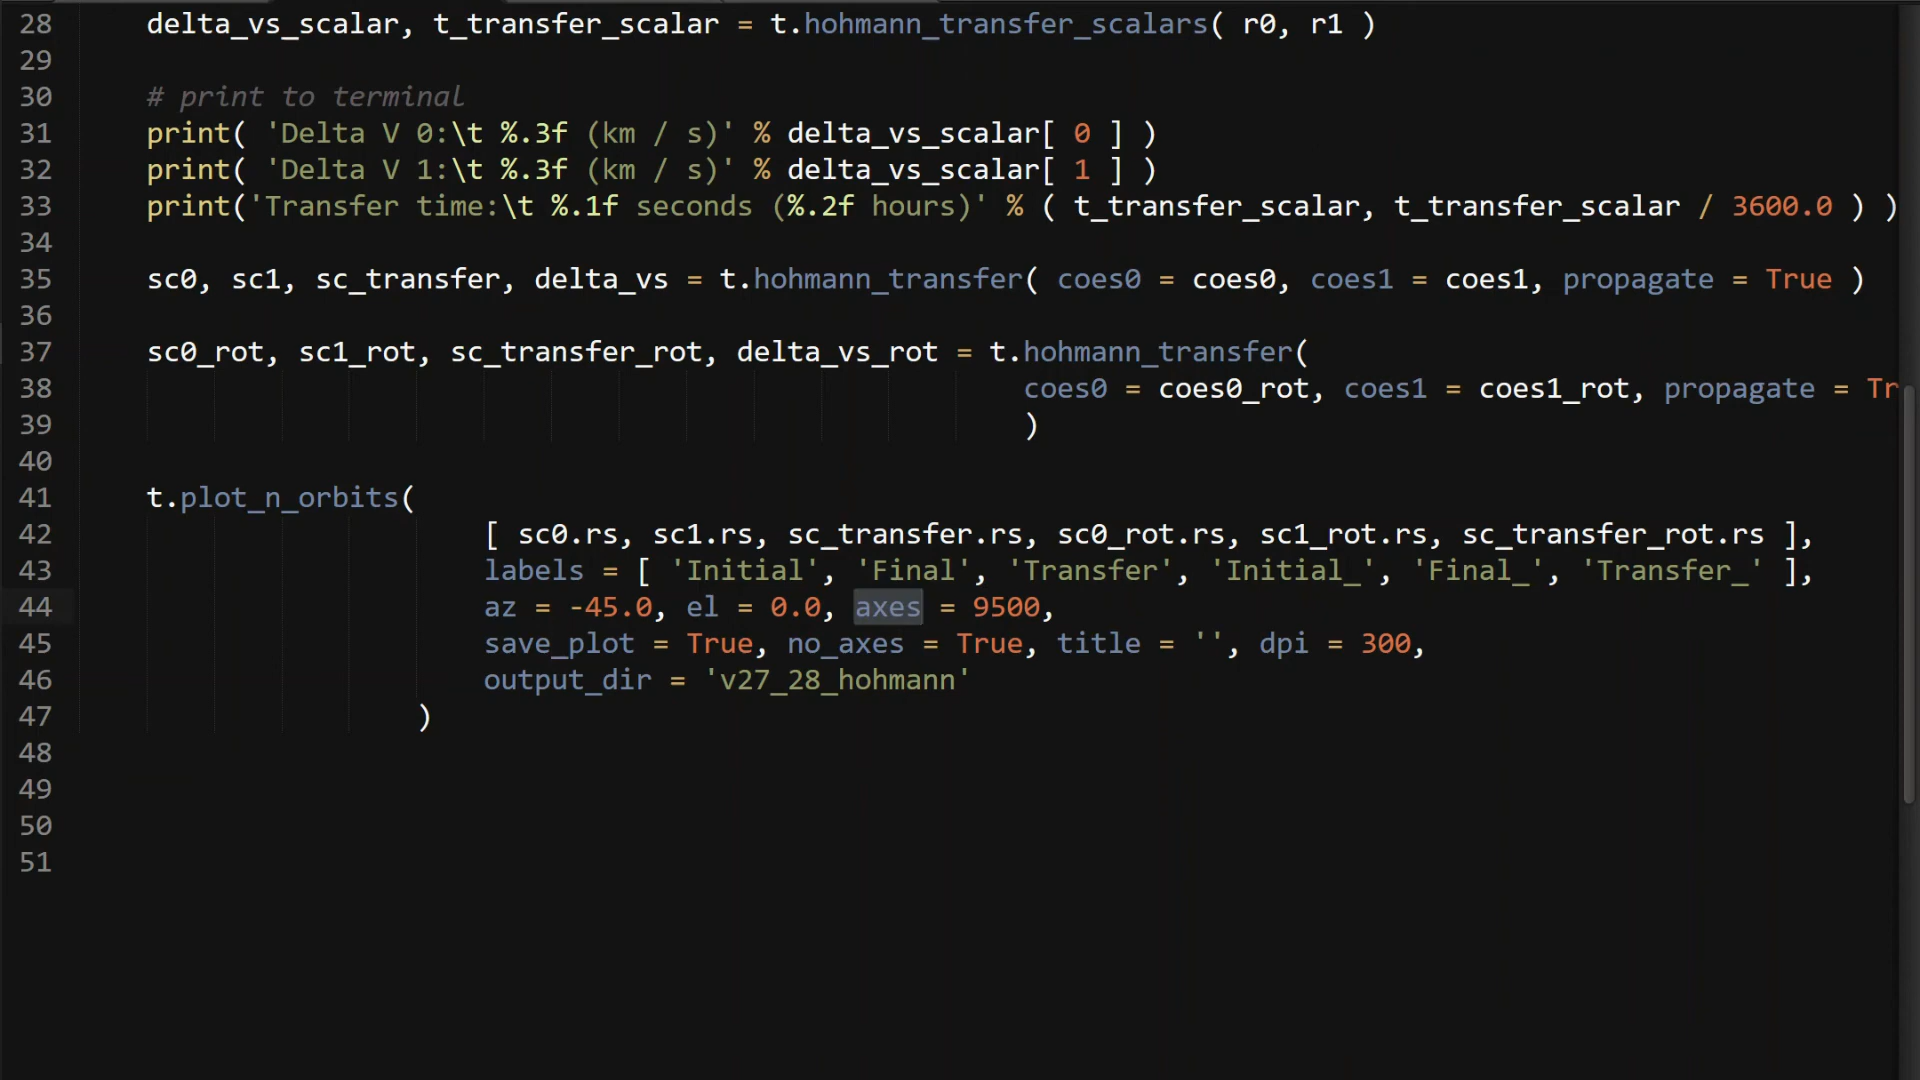 28 delta_vs_scalar, t_transfer_scalar = t.hohmann_transfer_scalars( r0, r1 )
29
30 # print to terminal
31 print( 'Delta V 0:\t %.3f (km / s)' % delta_vs_scalar[ 0 ] )
32 print( 'Delta V 1:\t %.3f (km / s)' % delta_vs_scalar[ 1 ] )
33 print('Transfer time:\t %.1f seconds (%.2f hours)' % ( t_transfer_scalar, t_transfer_scalar / 3600.0 ) )
34
35 sc0, sc1, sc_transfer, delta_vs = t.hohmann_transfer( coes0 = coes0, coes1 = coes1, propagate = True )
36
37 sc0_rot, sc1_rot, sc_transfer_rot, delta_vs_rot = t.hohmann_transfer(
38 coes0 = coes0_rot, coes1 = coes1_rot, propagate = Tr
39 )
40
41 t.plot_n_orbits(
42 [ sc0.rs, sc1.rs, sc_transfer.rs, sc0_rot.rs, sc1_rot.rs, sc_transfer_rot.rs ],
43 labels = [ 'Initial', 'Final', 'Transfer', 'Initial_', 'Final_', 'Transfer_' ],
44 az = -45.0, el = 0.0, axes = 9500,
45 save_plot = True, no_axes = True, title = '', dpi = 300,
46 output_dir = 'v27_28_hohmann'
47 )
48
49
50
51